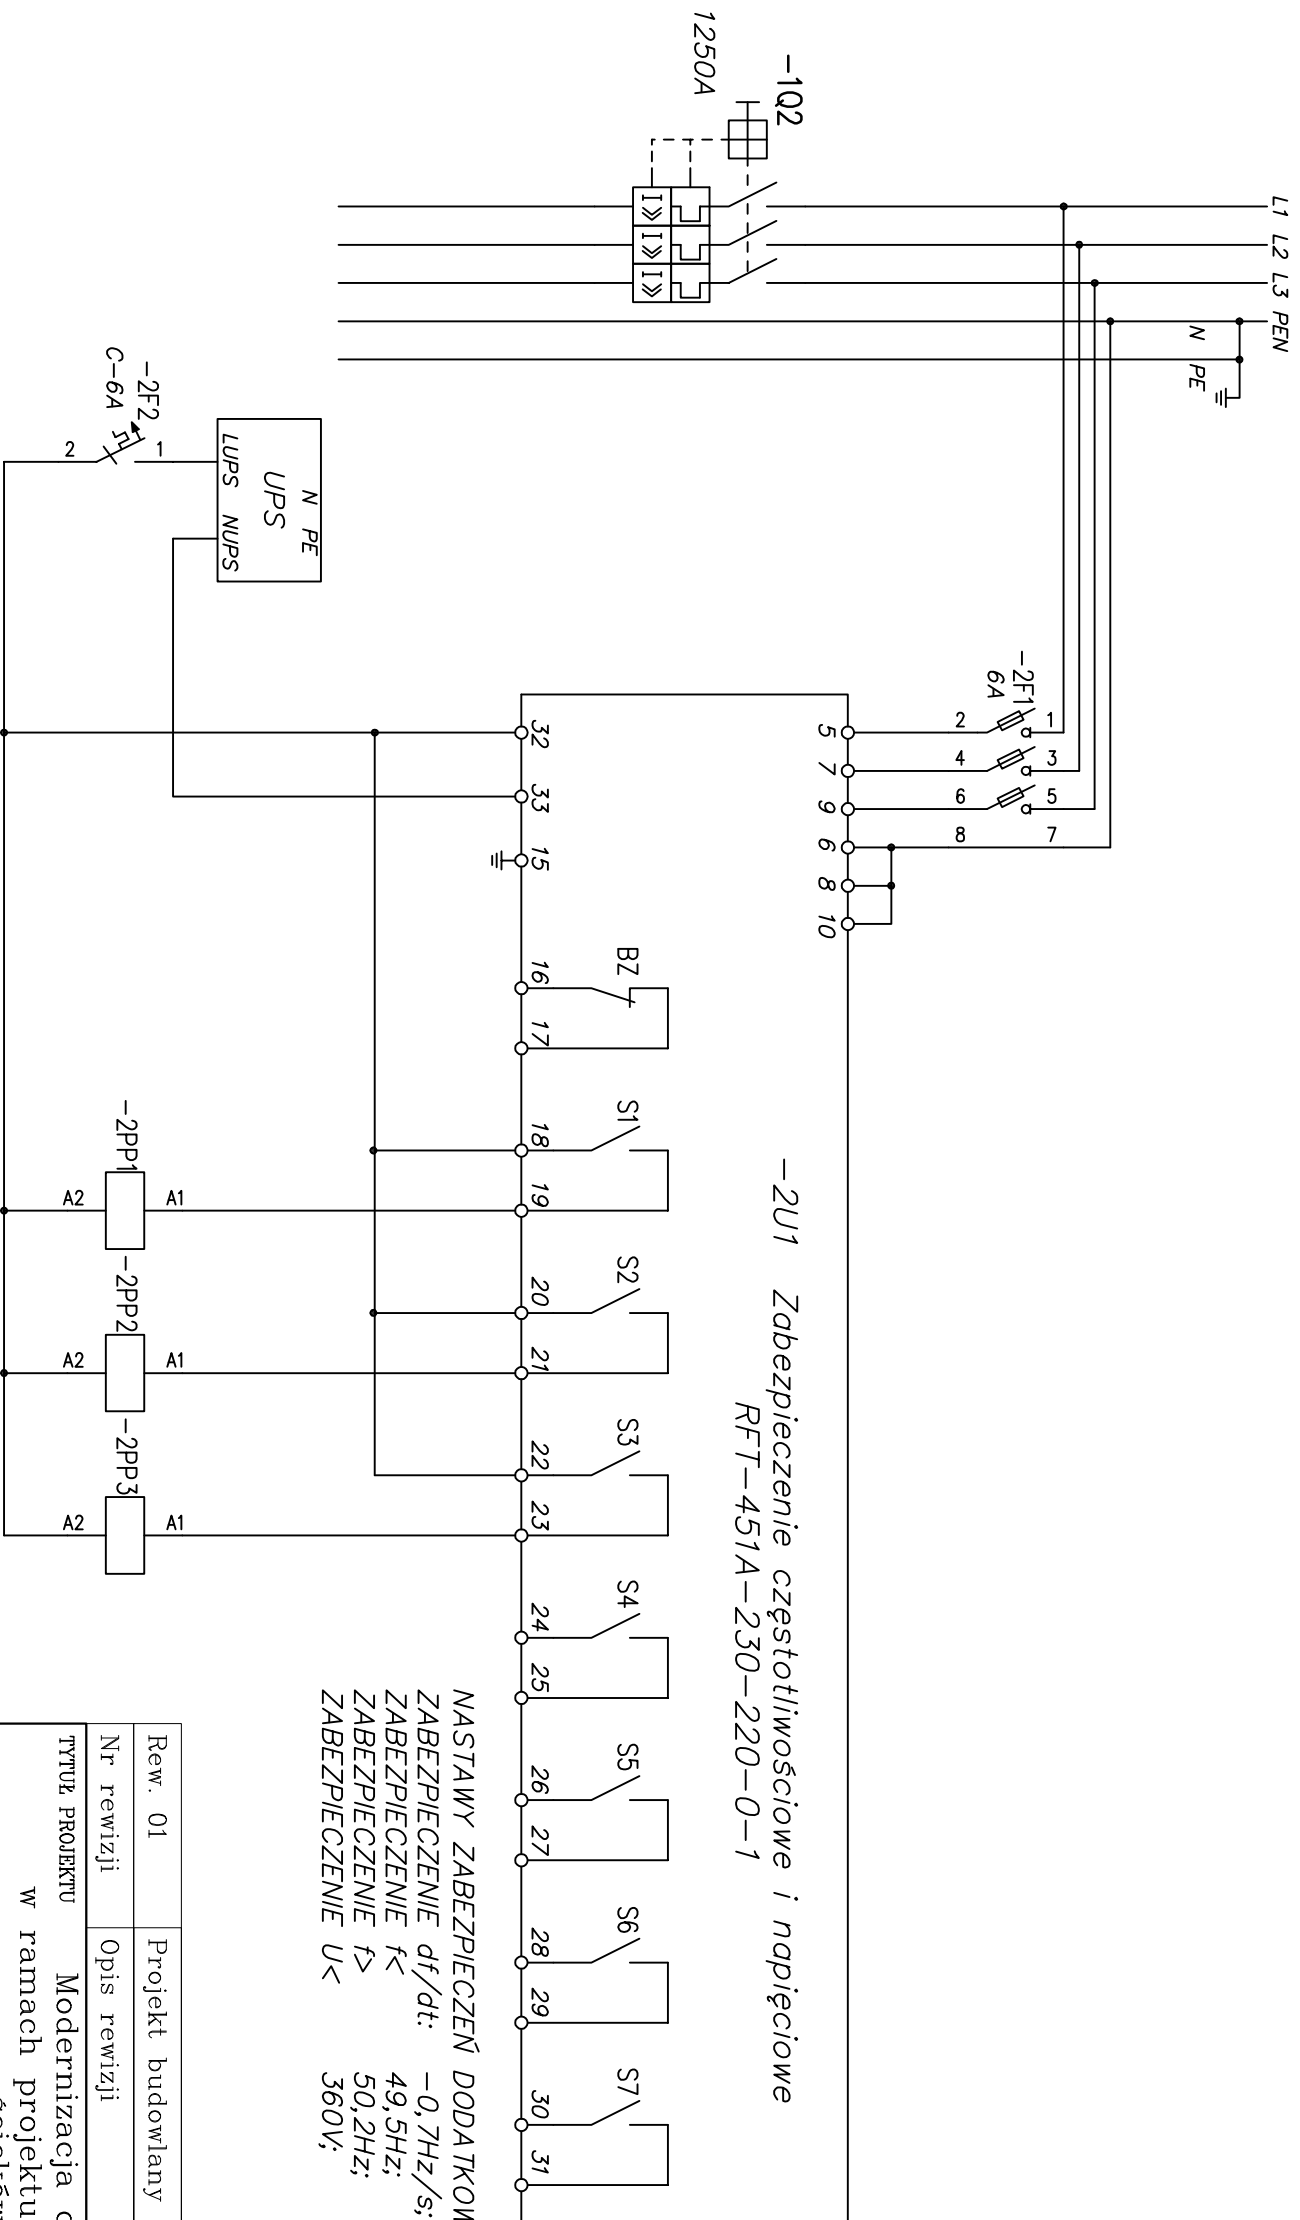 L1 L2 L3 PEN
N PE
-1Q2
1250A
-2F1
6A
1 3 5 7
2 4 6 8
5 7 9 6 8 10
-2U1 Zabezpieczenie częstotliwościowe i napięciowe
RFT-451A-230-220-0-1
BZ S1 S2 S3 S4 S5 S6 S7
32 33 15 16 17 18 19 20 21 22 23 24 25 26 27 28 29 30 31
I I I
N PE
UPS
LUPS NUPS
-2F2
C-6A
1
2
-2PP1 -2PP2 -2PP3
A1 A1 A1
A2 A2 A2
NASTAWY ZABEZPIECZEŃ DODATKOW
ZABEZPIECZENIE df/dt: -0,7Hz/s;
ZABEZPIECZENIE f< 49,5Hz;
ZABEZPIECZENIE f> 50,2Hz;
ZABEZPIECZENIE U< 360V;
Rew. 01 Projekt budowlany
Nr rewizji Opis rewizji
TYTUŁ PROJEKTU Modernizacja
w ramach projektu